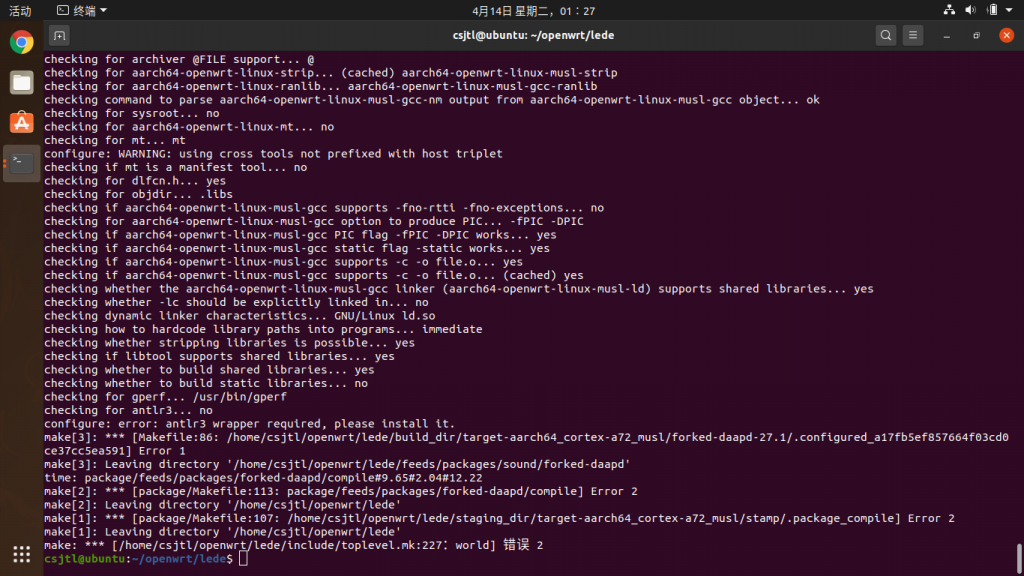 活动
终端
4月14日 星期二，01：27
csjtl@ubuntu: ~/openwrt/lede
checking for archiver @FILE support... @
checking for aarch64-openwrt-linux-strip... (cached) aarch64-openwrt-linux-musl-strip
checking for aarch64-openwrt-linux-ranlib... aarch64-openwrt-linux-musl-gcc-ranlib
checking command to parse aarch64-openwrt-linux-musl-gcc-nm output from aarch64-openwrt-linux-musl-gcc object... ok
checking for sysroot... no
checking for aarch64-openwrt-linux-mt... no
checking for mt... mt
configure: WARNING: using cross tools not prefixed with host triplet
checking if mt is a manifest tool... no
checking for dlfcn.h... yes
checking for objdir... .libs
checking if aarch64-openwrt-linux-musl-gcc supports -fno-rtti -fno-exceptions... no
checking for aarch64-openwrt-linux-musl-gcc option to produce PIC... -fPIC -DPIC
checking if aarch64-openwrt-linux-musl-gcc PIC flag -fPIC -DPIC works... yes
checking if aarch64-openwrt-linux-musl-gcc static flag -static works... yes
checking if aarch64-openwrt-linux-musl-gcc supports -c -o file.o... yes
checking if aarch64-openwrt-linux-musl-gcc supports -c -o file.o... (cached) yes
checking whether the aarch64-openwrt-linux-musl-gcc linker (aarch64-openwrt-linux-musl-ld) supports shared libraries... yes
checking whether -lc should be explicitly linked in... no
checking dynamic linker characteristics... GNU/Linux ld.so
checking how to hardcode library paths into programs... immediate
checking whether stripping libraries is possible... yes
checking if libtool supports shared libraries... yes
checking whether to build shared libraries... yes
checking whether to build static libraries... no
checking for gperf... /usr/bin/gperf
checking for antlr3... no
configure: error: antlr3 wrapper required, please install it.
make[3]: *** [Makefile:86: /home/csjtl/openwrt/lede/build_dir/target-aarch64_cortex-a72_musl/forked-daapd-27.1/.configured_a17fb5ef857664f03cd0
ce37cc5ea591] Error 1
make[3]: Leaving directory '/home/csjtl/openwrt/lede/feeds/packages/sound/forked-daapd'
time: package/feeds/packages/forked-daapd/compile#9.65#2.04#12.22
make[2]: *** [package/Makefile:113: package/feeds/packages/forked-daapd/compile] Error 2
make[2]: Leaving directory '/home/csjtl/openwrt/lede'
make[1]: *** [package/Makefile:107: /home/csjtl/openwrt/lede/staging_dir/target-aarch64_cortex-a72_musl/stamp/.package_compile] Error 2
make[1]: Leaving directory '/home/csjtl/openwrt/lede'
make: *** [/home/csjtl/openwrt/lede/include/toplevel.mk:227：world] 错误 2
csjtl@ubuntu:~/openwrt/lede$